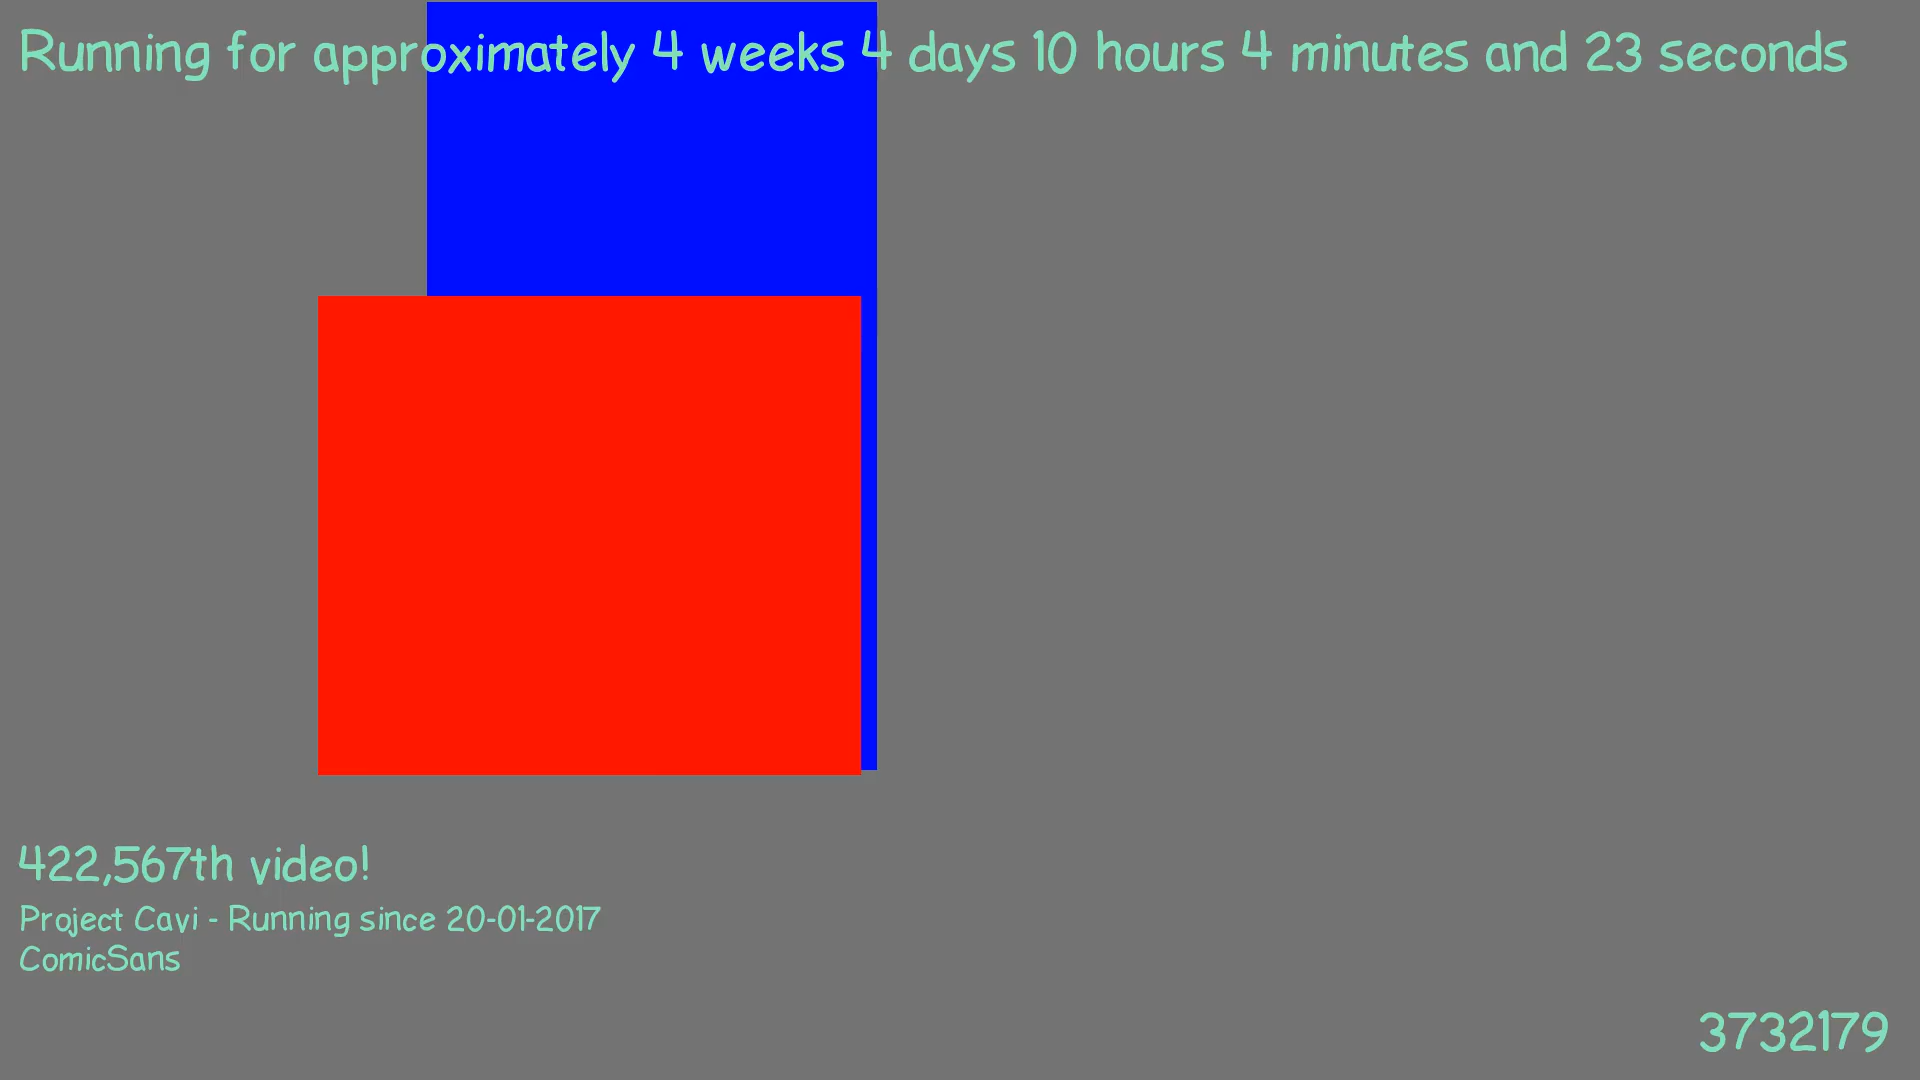 Running for approximately 4 weeks 4 days 10 hours 4 minutes and 23 seconds
422,567th video!
Project Cavi - Running since 20-01-2017
ComicSans
3732179